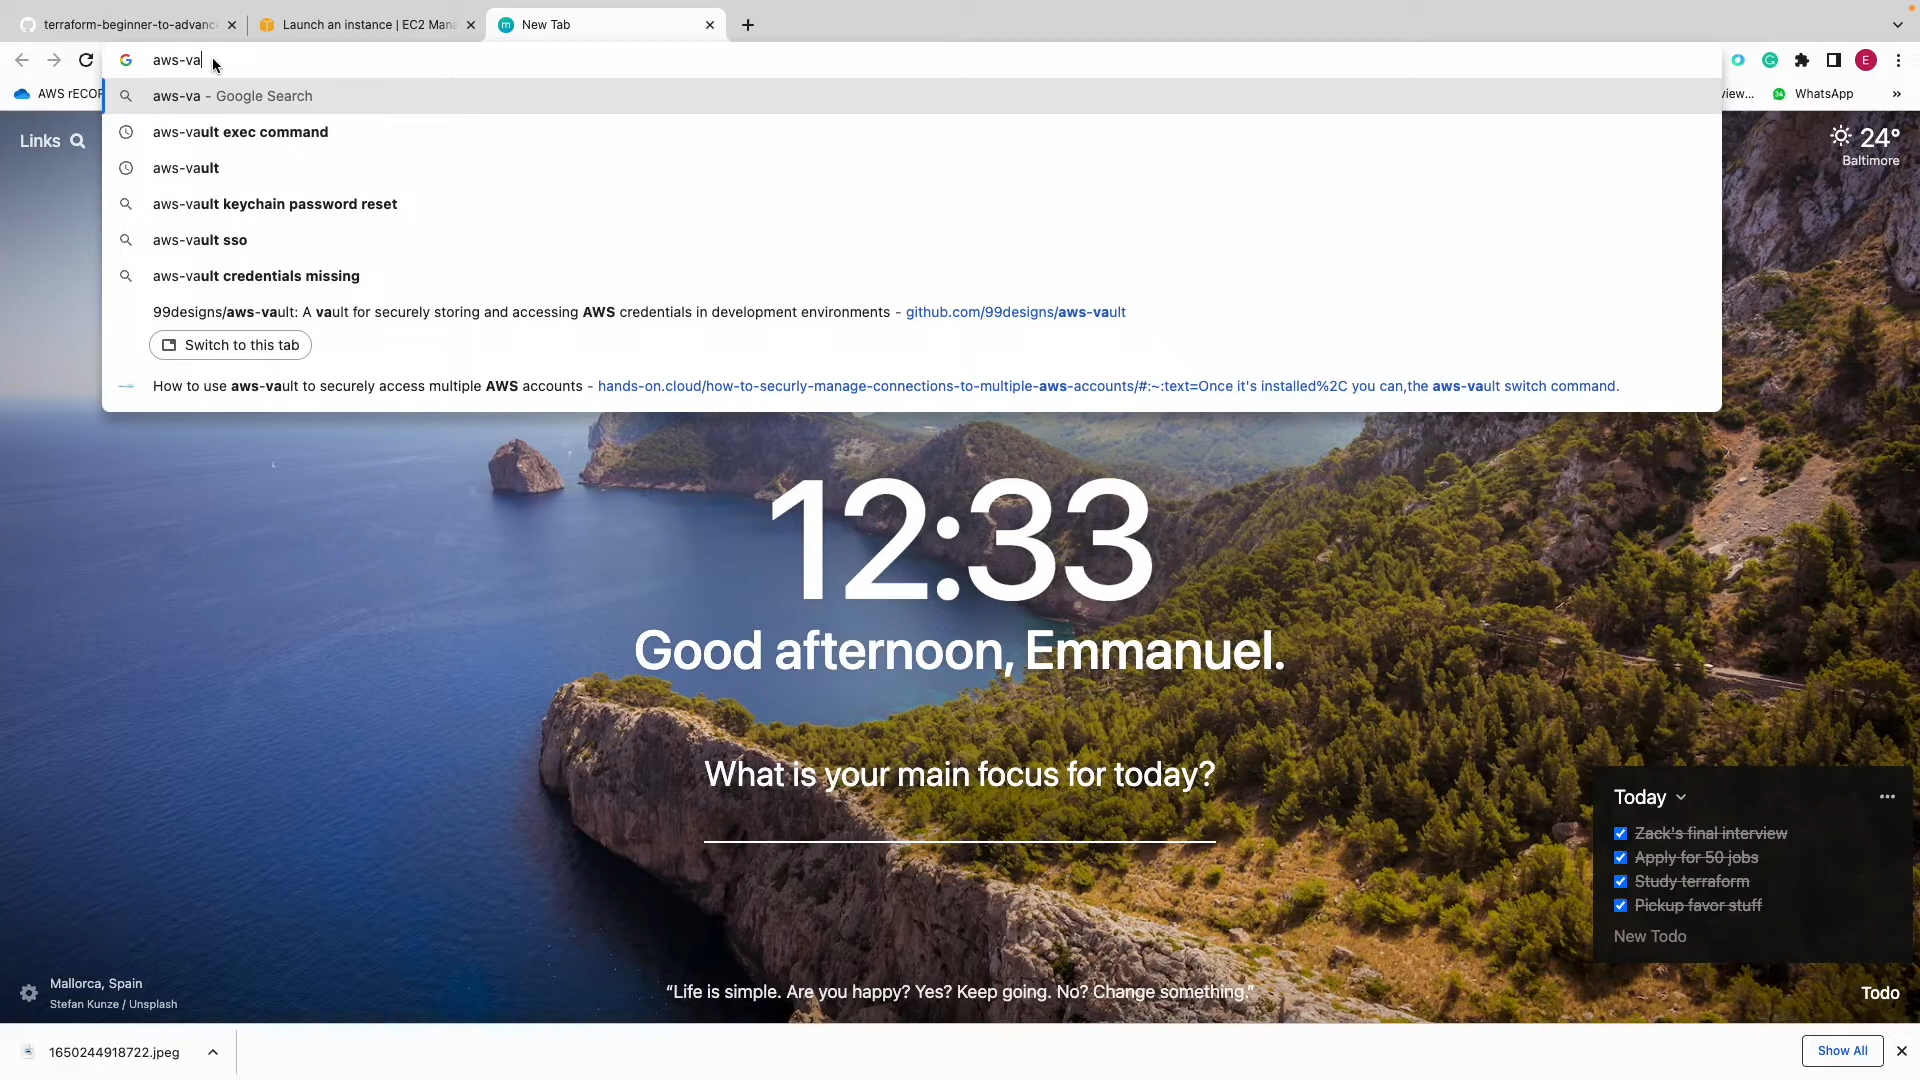 terraform-beginner-to-advance
Launch an instance | EC2 Mana
New Tab
aws-va
E
AWS rECOR
view...
WhatsApp
»
aws-va - Google Search
aws-vault exec command
aws-vault
aws-vault keychain password reset
aws-vault sso
aws-vault credentials missing
99designs/aws-vault: A vault for securely storing and accessing AWS credentials in development environments - github.com/99designs/aws-vault
Switch to this tab
How to use aws-vault to securely access multiple AWS accounts - hands-on.cloud/how-to-securly-manage-connections-to-multiple-aws-accounts/#:~:text=Once it's installed%2C you can,the aws-vault switch command.
Links
24°
Baltimore
12:33
Good afternoon, Emmanuel.
What is your main focus for today?
Today
Zack's final interview
Apply for 50 jobs
Study terraform
Pickup favor stuff
New Todo
Mallorca, Spain
Stefan Kunze / Unsplash
“Life is simple. Are you happy? Yes? Keep going. No? Change something.”
Todo
1650244918722.jpeg
Show All